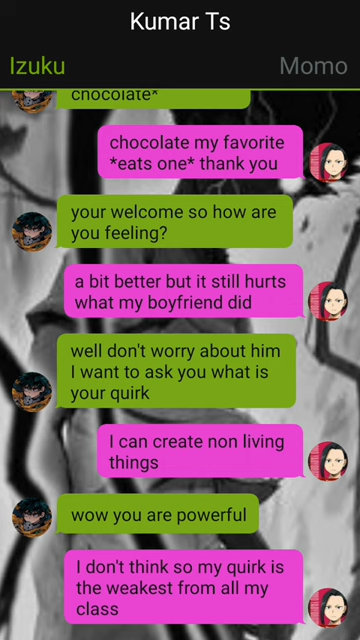 Kumar Ts
Izuku
Momo
chocolate*
chocolate my favorite
*eats one* thank you
your welcome so how are
you feeling?
a bit better but it still hurts
what my boyfriend did
well don't worry about him
I want to ask you what is
your quirk
I can create non living
things
wow you are powerful
I don't think so my quirk is
the weakest from all my
class